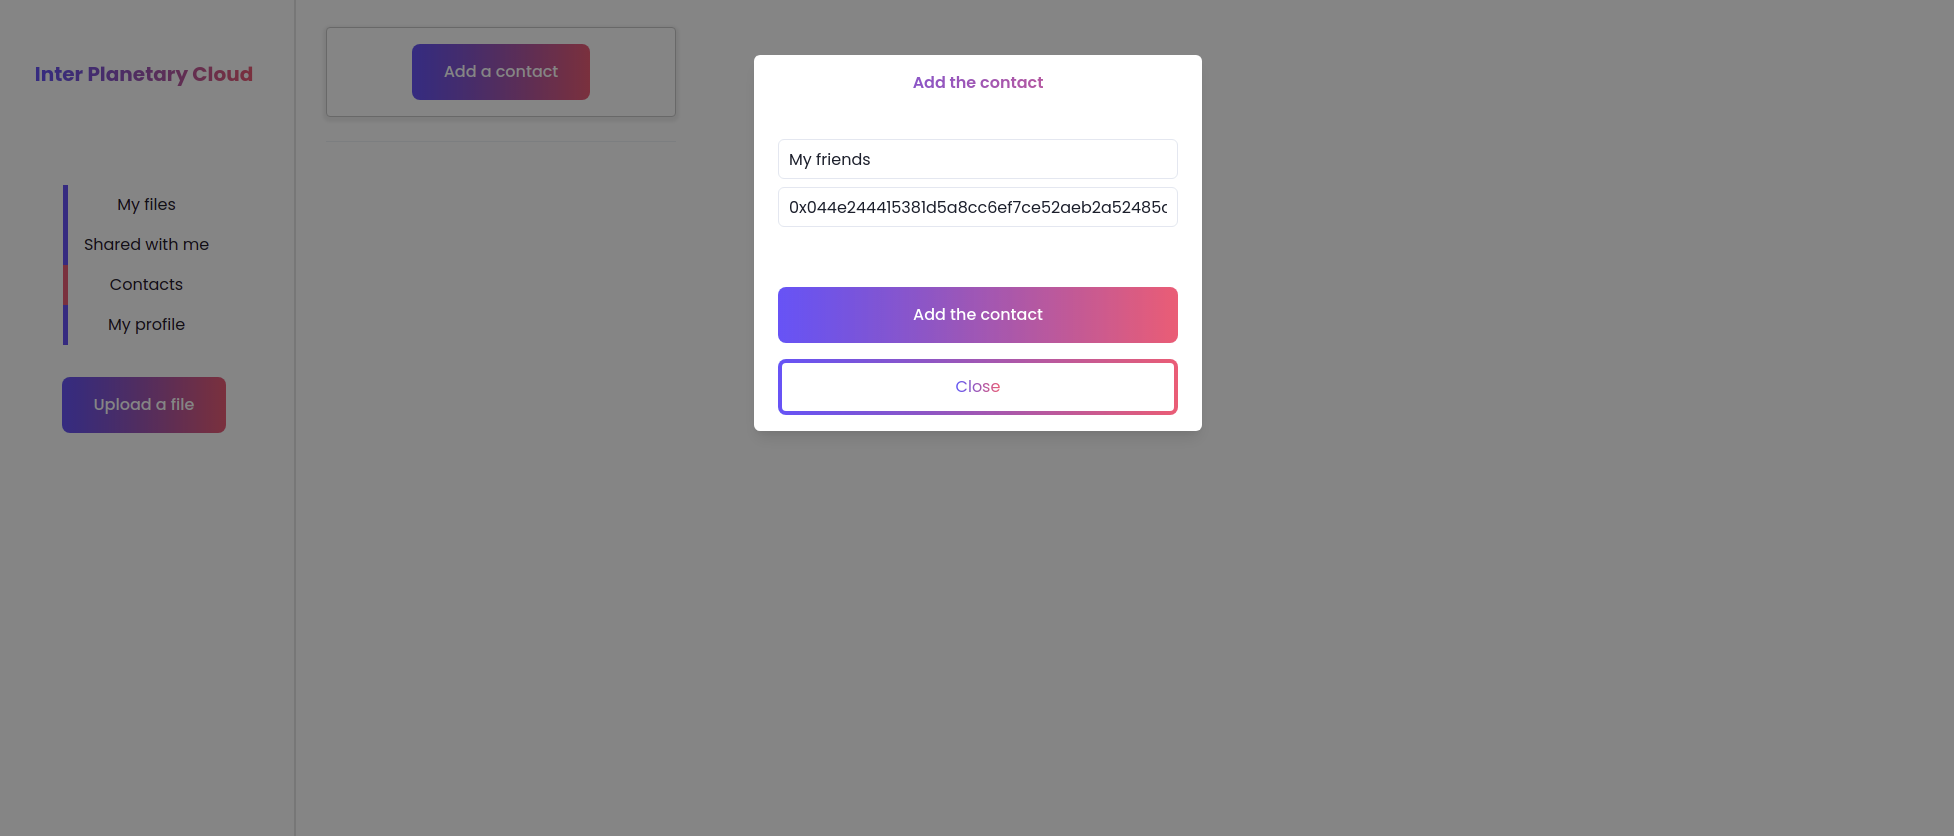 Inter Planetary Cloud
My files
Shared with me
Contacts
My profile
Upload a file
Add a contact
Add the contact
My friends
0x044e244415381d5a8cc6ef7ce52aeb2a52485c
Add the contact
Close